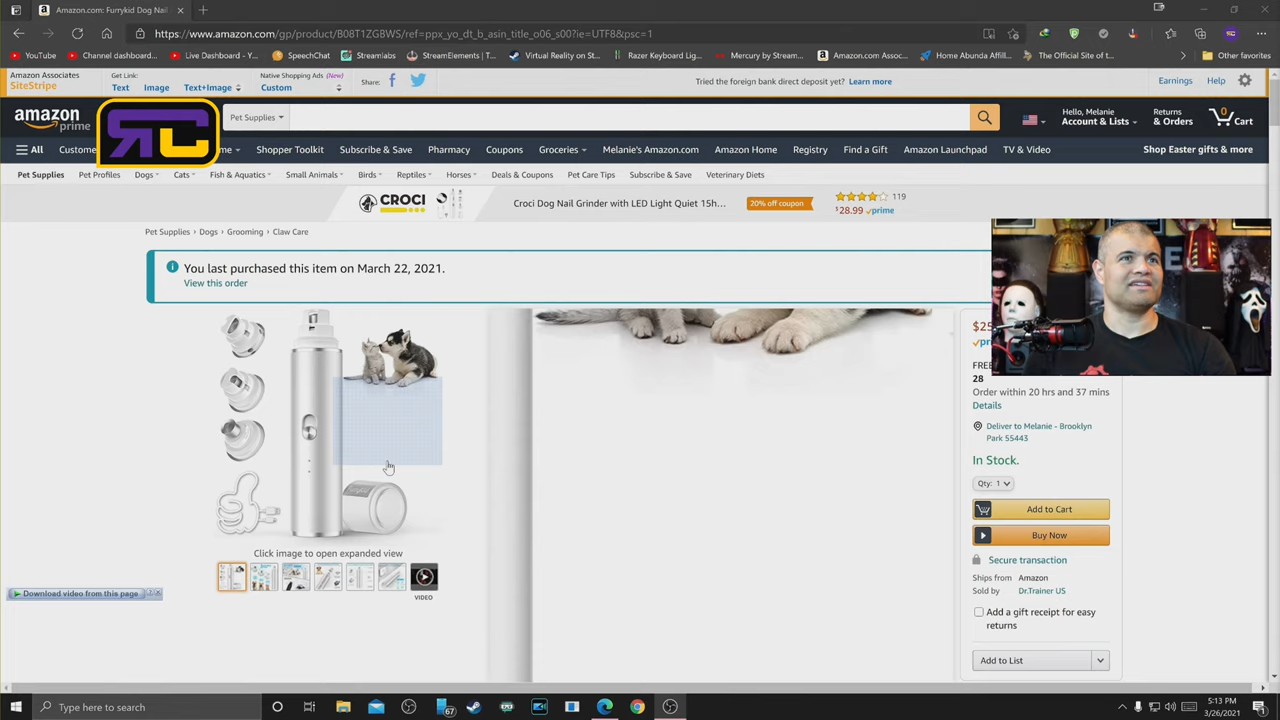 Amazon.com: Furrykid Dog Nail
https://www.amazon.com/gp/product/B08T1ZGBWS/ref=ppx_yo_dt_b_asin_title_o06_s00?ie=UTF8&psc=1
YouTube
Channel dashboard...
Live Dashboard - Yo...
SpeechChat
Streamlabs
Elements | Stream...
Virtual Reality on St...
Razer Keyboard Legi...
Mercury by StreamEl...
Amazon.com Assoc...
Home Abunda Affil...
The Official Site of t...
Other favorites
Amazon Associates
SiteStripe
Get Link:
Text
Image
Text+Image
Native Shopping Ads (New)
Custom
Share:
Tried the foreign bank direct deposit yet? Learn more
Earnings
Help
amazon
prime
RC
Pet Supplies
Hello, Melanie
Account & Lists
Returns
& Orders
0
Cart
All
Groceries
Shopper Toolkit
Subscribe & Save
Pharmacy
Coupons
Melanie's Amazon.com
Amazon Home
Registry
Find a Gift
Amazon Launchpad
TV & Video
Shop Easter gifts & more
Pet Supplies
Pet Profiles
Dogs
Cats
Fish & Aquatics
Small Animals
Birds
Reptiles
Horses
Deals & Coupons
Pet Care Tips
Subscribe & Save
Veterinary Diets
CROCI
Croci Dog Nail Grinder with LED Light Quiet 15h...
20% off coupon
119
$28.99 prime
Pet Supplies › Dogs › Grooming › Claw Care
You last purchased this item on March 22, 2021.
View this order
28
Order within 20 hrs and 37 mins
Details
Deliver to Melanie - Brooklyn
Park 55443
In Stock.
Qty: 1
Add to Cart
Buy Now
Secure transaction
Ships from Amazon
Sold by Dr.Trainer US
Add a gift receipt for easy
returns
Add to List
Click image to open expanded view
VIDEO
Download video from this page
Type here to search
67
5:13 PM
3/26/2021